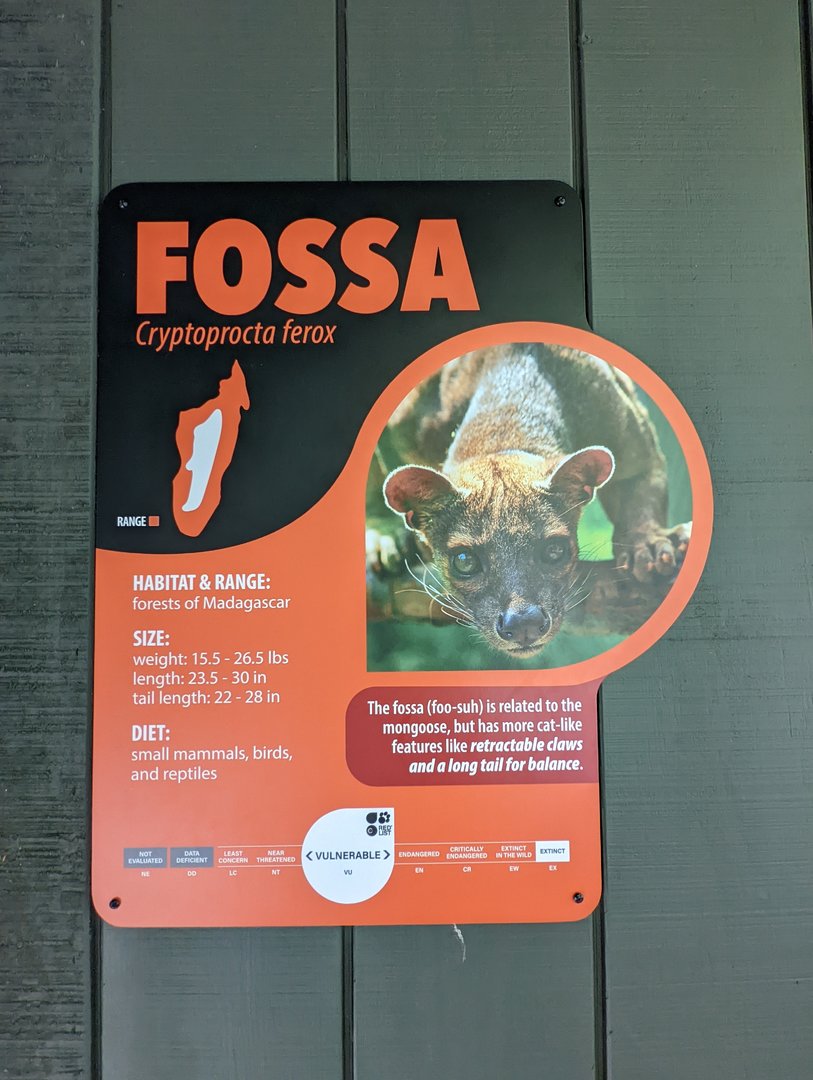 FOSSA
Cryptoprocta ferox
RANGE
HABITAT & RANGE:
forests of Madagascar
SIZE:
weight: 15.5 - 26.5 lbs
length: 23.5 - 30 in
tail length: 22 - 28 in
DIET:
small mammals, birds,
and reptiles
The fossa (foo-suh) is related to the
mongoose, but has more cat-like
features like retractable claws
and a long tail for balance.
RED
LIST
NOT
EVALUATED
NE
DATA
DEFICIENT
DD
LEAST
CONCERN
LC
NEAR
THREATENED
NT
< VULNERABLE >
VU
ENDANGERED
EN
CRITICALLY
ENDANGERED
CR
EXTINCT
IN THE WILD
EW
EXTINCT
EX